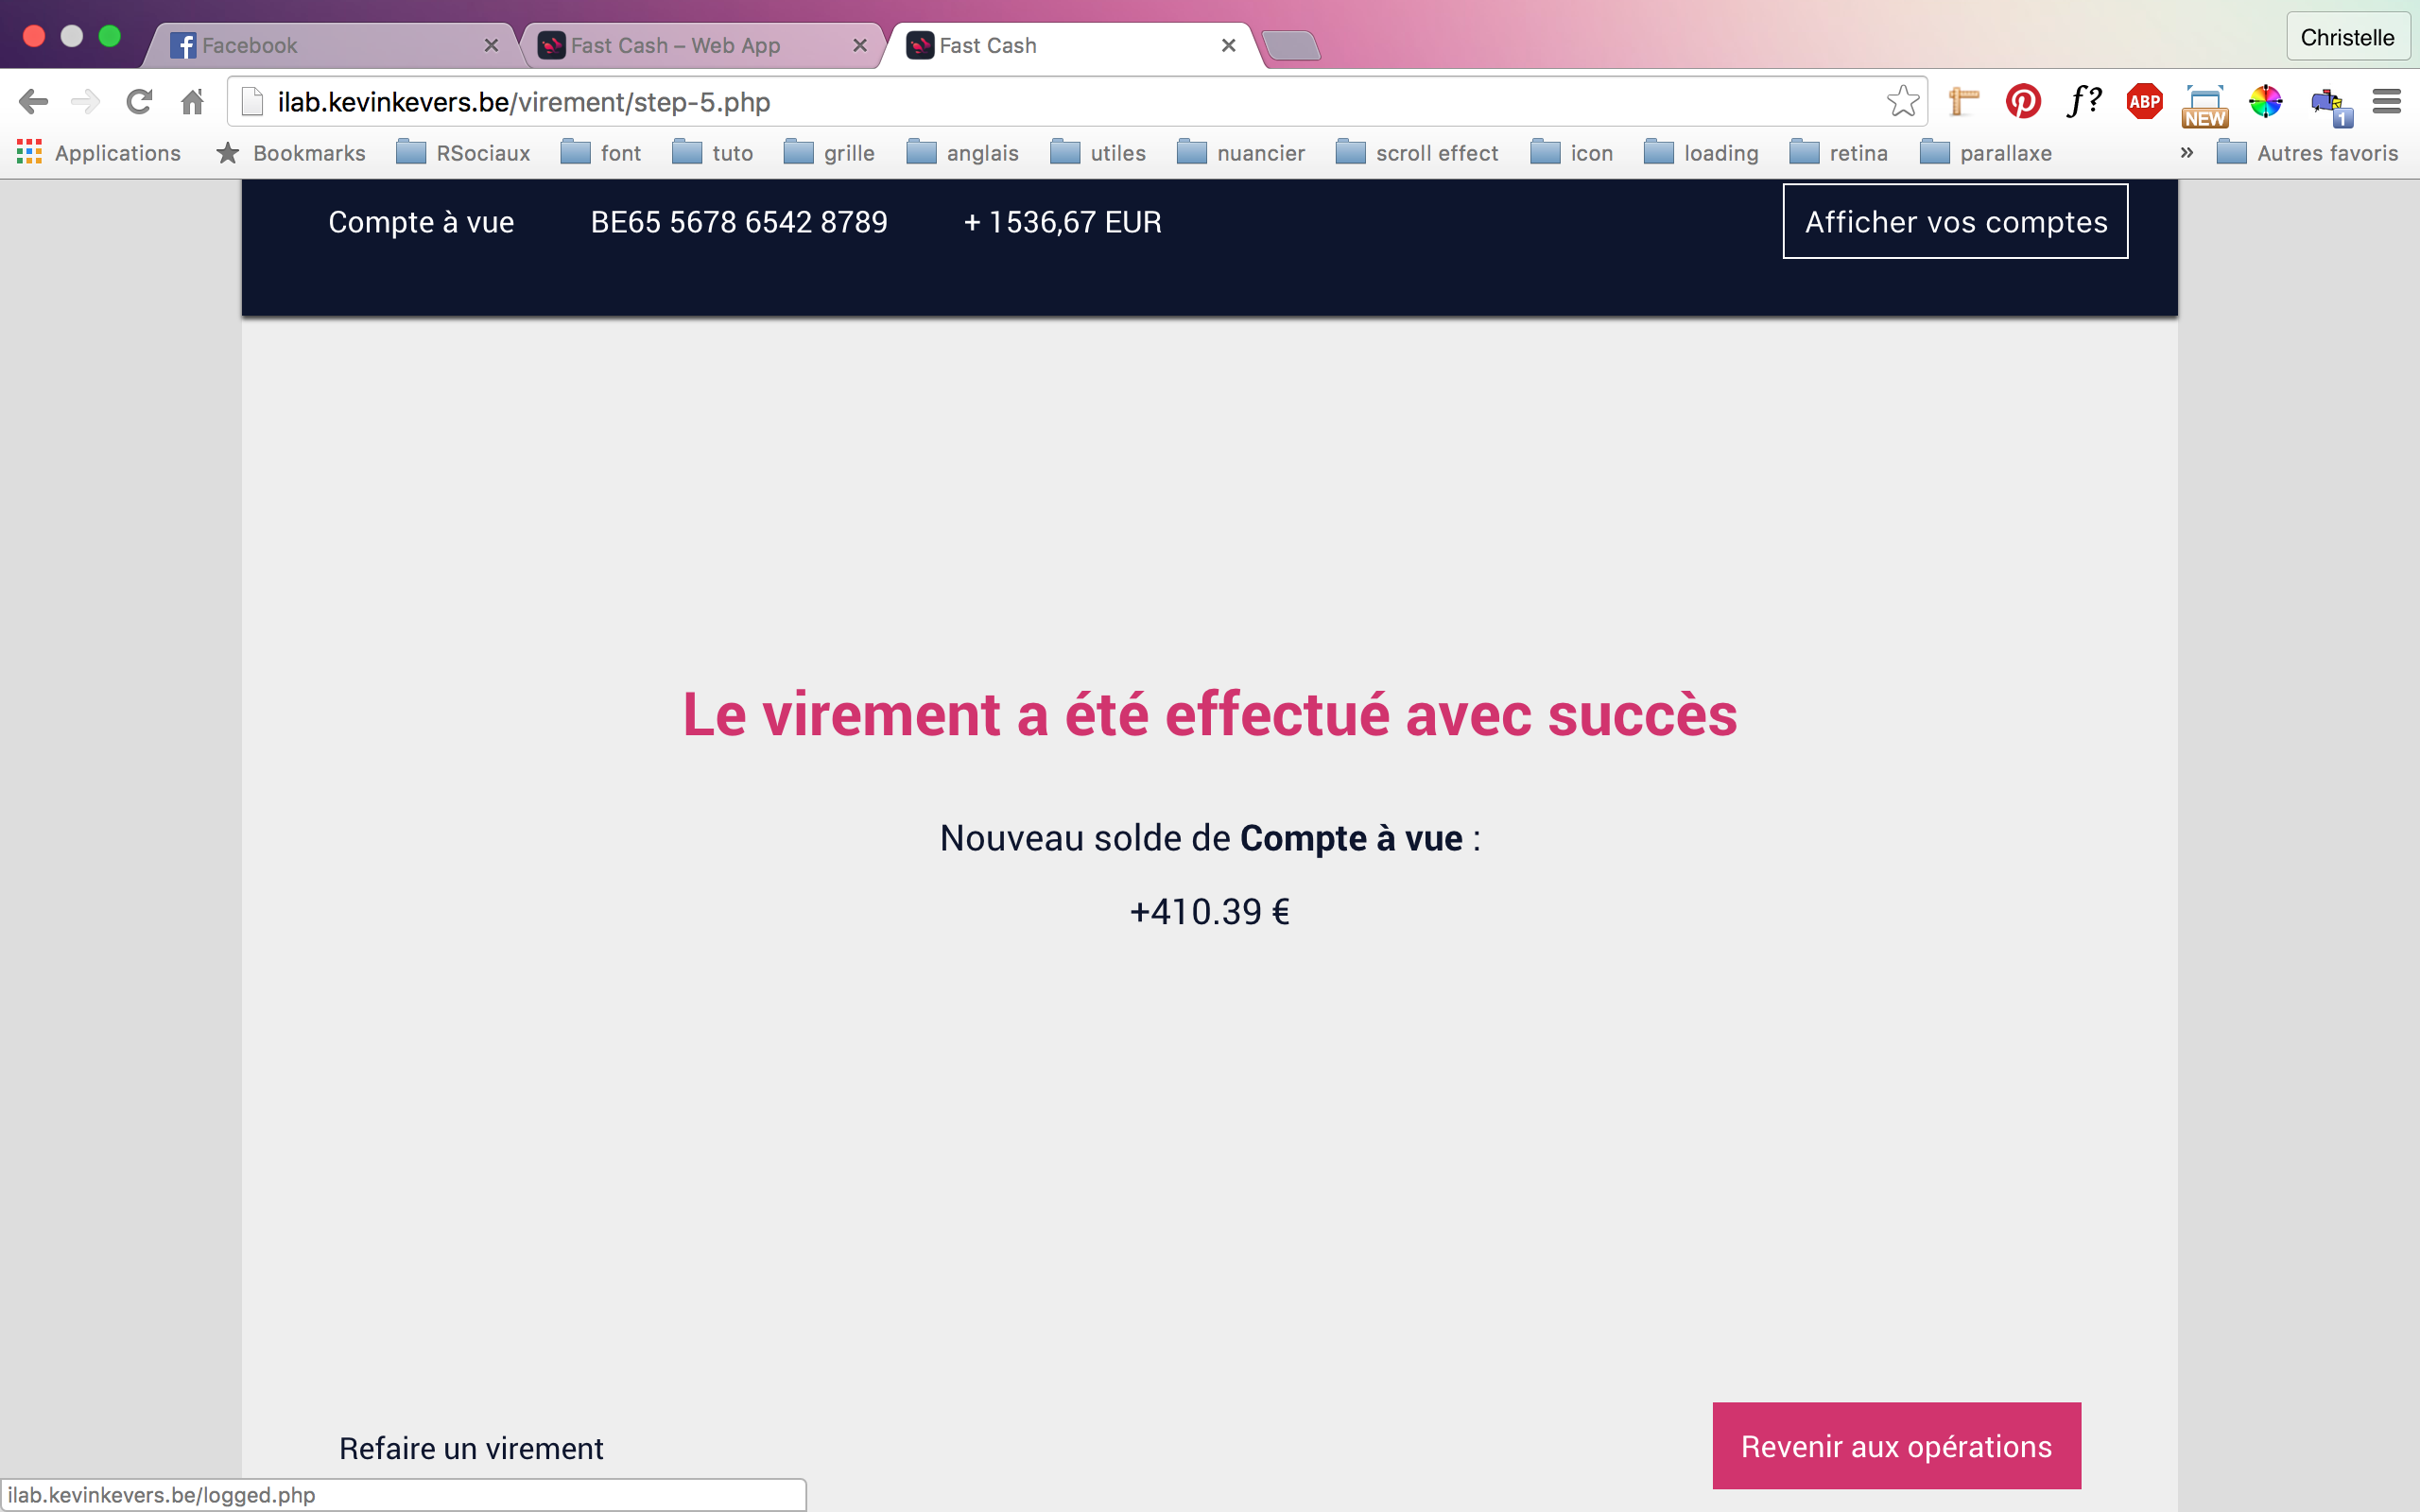 Facebook
Fast Cash – Web App
Fast Cash
Christelle
ilab.kevinkevers.be/virement/step-5.php
f?
ABP
NEW
1
Applications
Bookmarks
RSociaux
font
tuto
grille
anglais
utiles
nuancier
scroll effect
icon
loading
retina
parallaxe
»
Autres favoris
Compte à vue
BE65 5678 6542 8789
+ 1536,67 EUR
Afficher vos comptes
Le virement a été effectué avec succès
Nouveau solde de Compte à vue :
+410.39 €
Refaire un virement
Revenir aux opérations
ilab.kevinkevers.be/logged.php